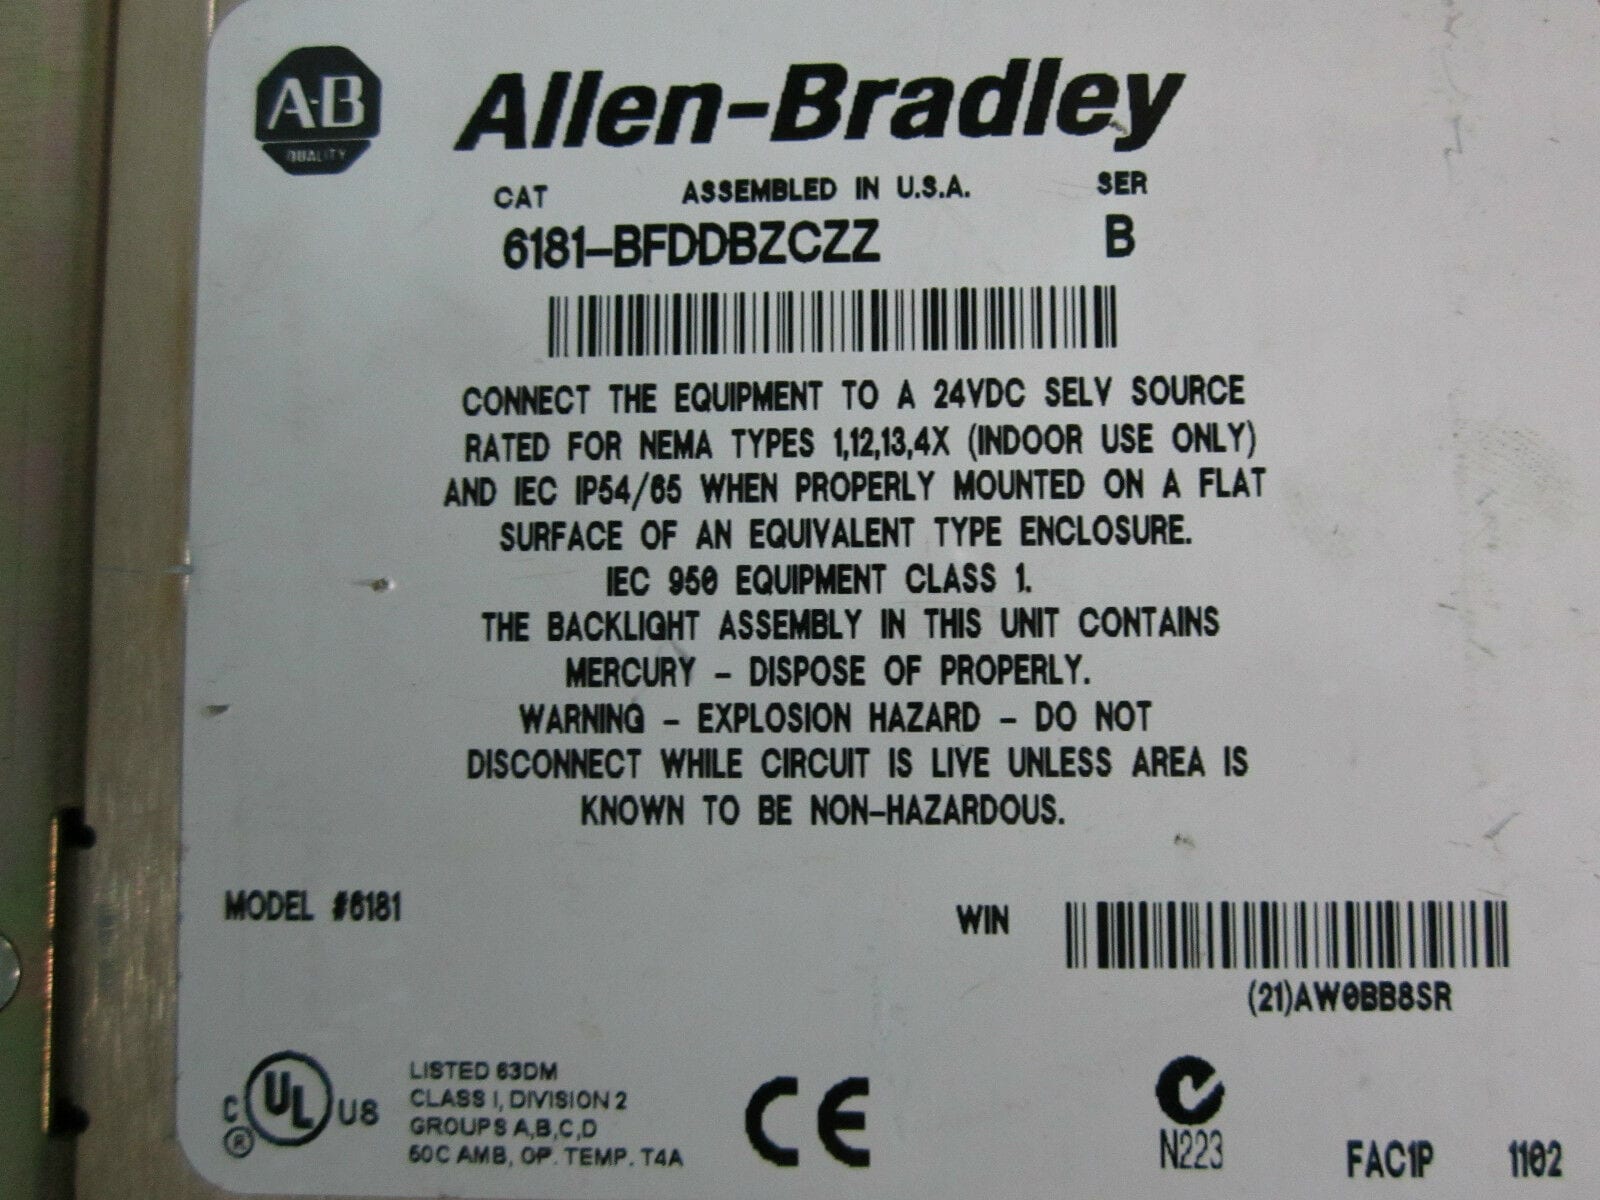 A-B
QUALITY
Allen-Bradley
CAT ASSEMBLED IN U.S.A. SER
6181-BFDDBZCZZ B
CONNECT THE EQUIPMENT TO A 24VDC SELV SOURCE
RATED FOR NEMA TYPES 1,12,13,4X (INDOOR USE ONLY)
AND IEC IP54/65 WHEN PROPERLY MOUNTED ON A FLAT
SURFACE OF AN EQUIVALENT TYPE ENCLOSURE.
IEC 950 EQUIPMENT CLASS 1.
THE BACKLIGHT ASSEMBLY IN THIS UNIT CONTAINS
MERCURY - DISPOSE OF PROPERLY.
WARNING - EXPLOSION HAZARD - DO NOT
DISCONNECT WHILE CIRCUIT IS LIVE UNLESS AREA IS
KNOWN TO BE NON-HAZARDOUS.
MODEL #6181 WIN
(21)AW0BB8SR
C UL US ®
LISTED 63DM
CLASS I, DIVISION 2
GROUPS A,B,C,D
50C AMB, OP. TEMP. T4A
CE
N223
FAC1P 1102